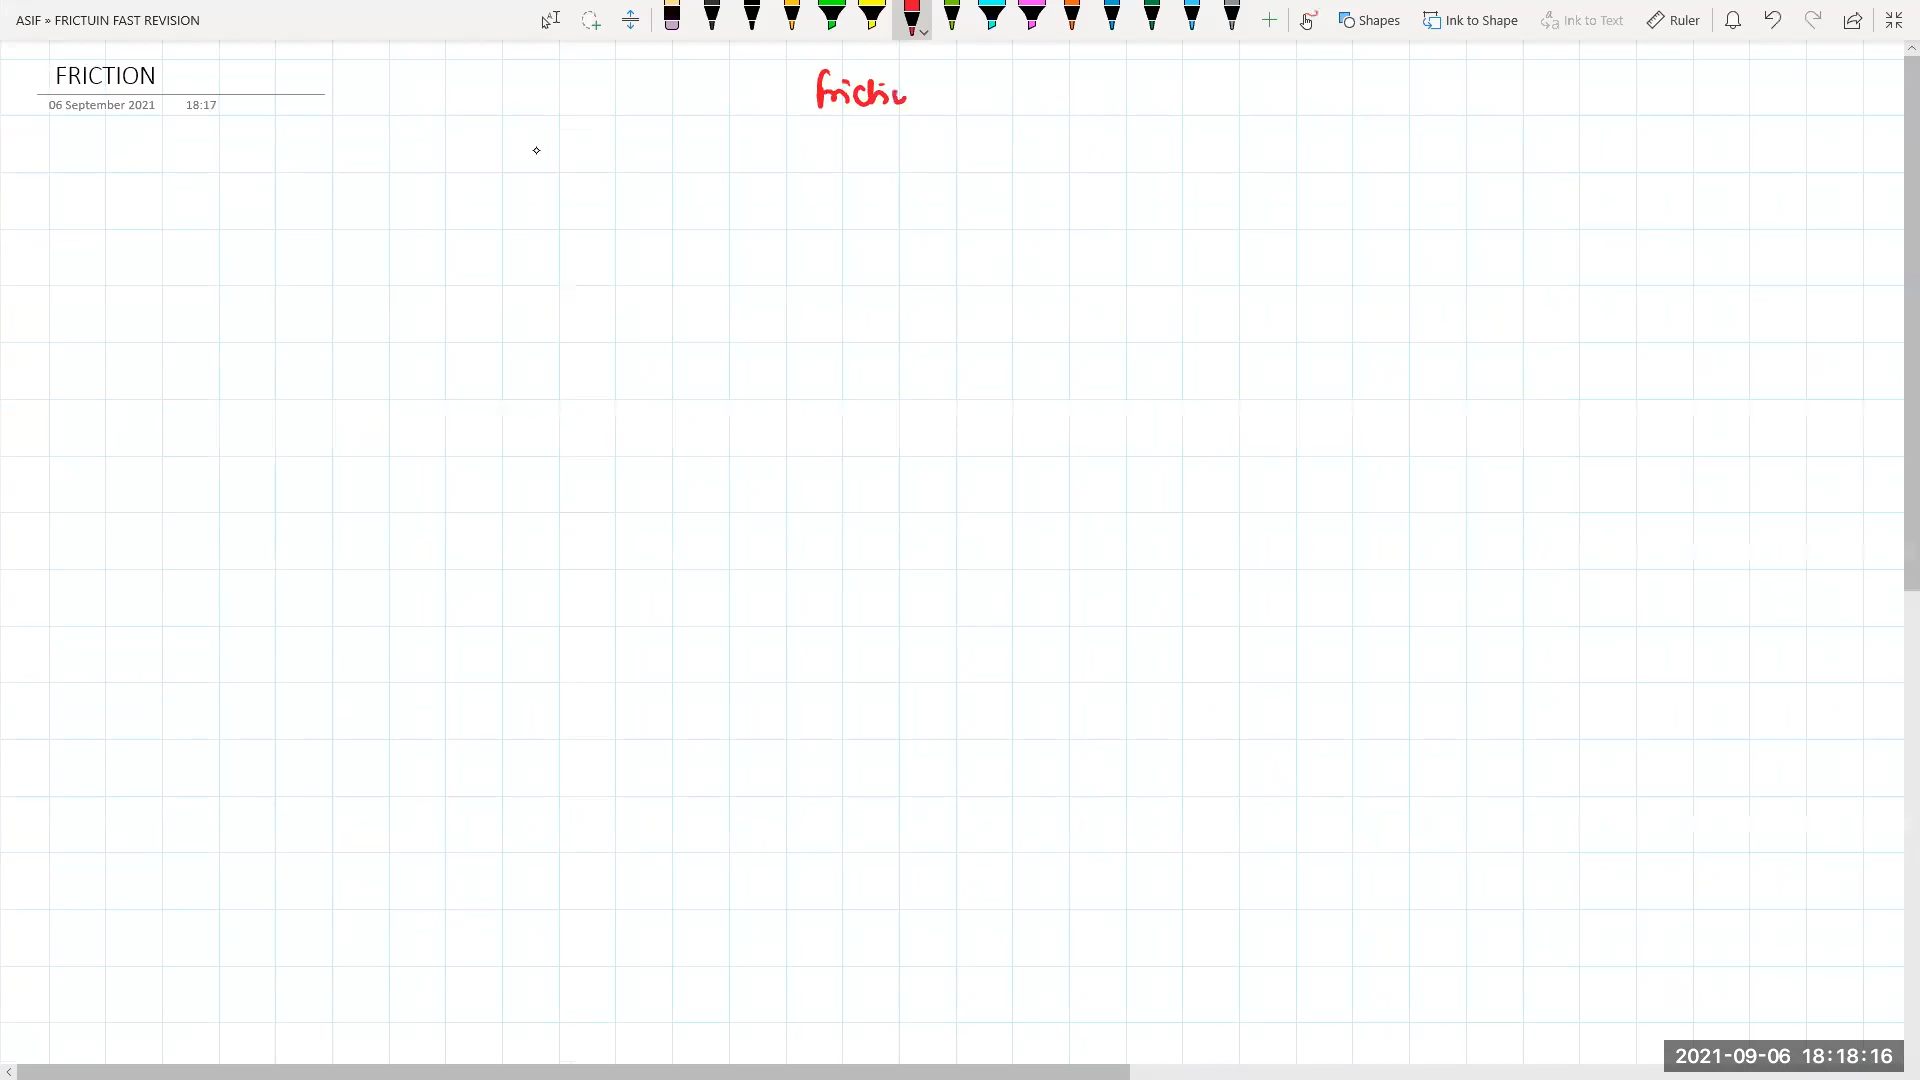 ASIF » FRICTUIN FAST REVISION
Shapes
Ink to Shape
Ink to Text
Ruler
FRICTION
06 September 2021 18:17
frictio
2021-09-06 18:18:16